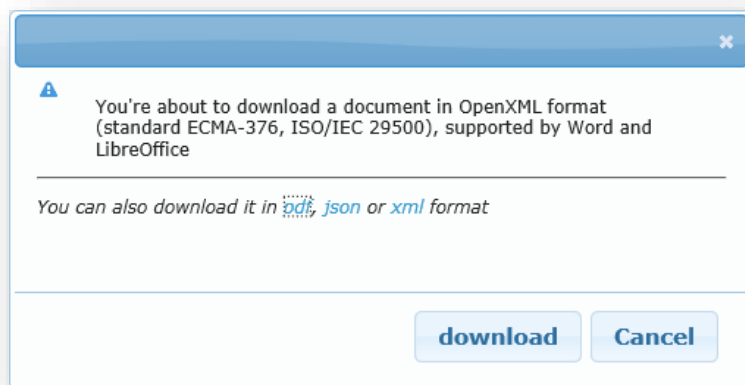 You're about to download a document in OpenXML format
(standard ECMA-376, ISO/IEC 29500), supported by Word and
LibreOffice
You can also download it in , json or xml format
download Cancel